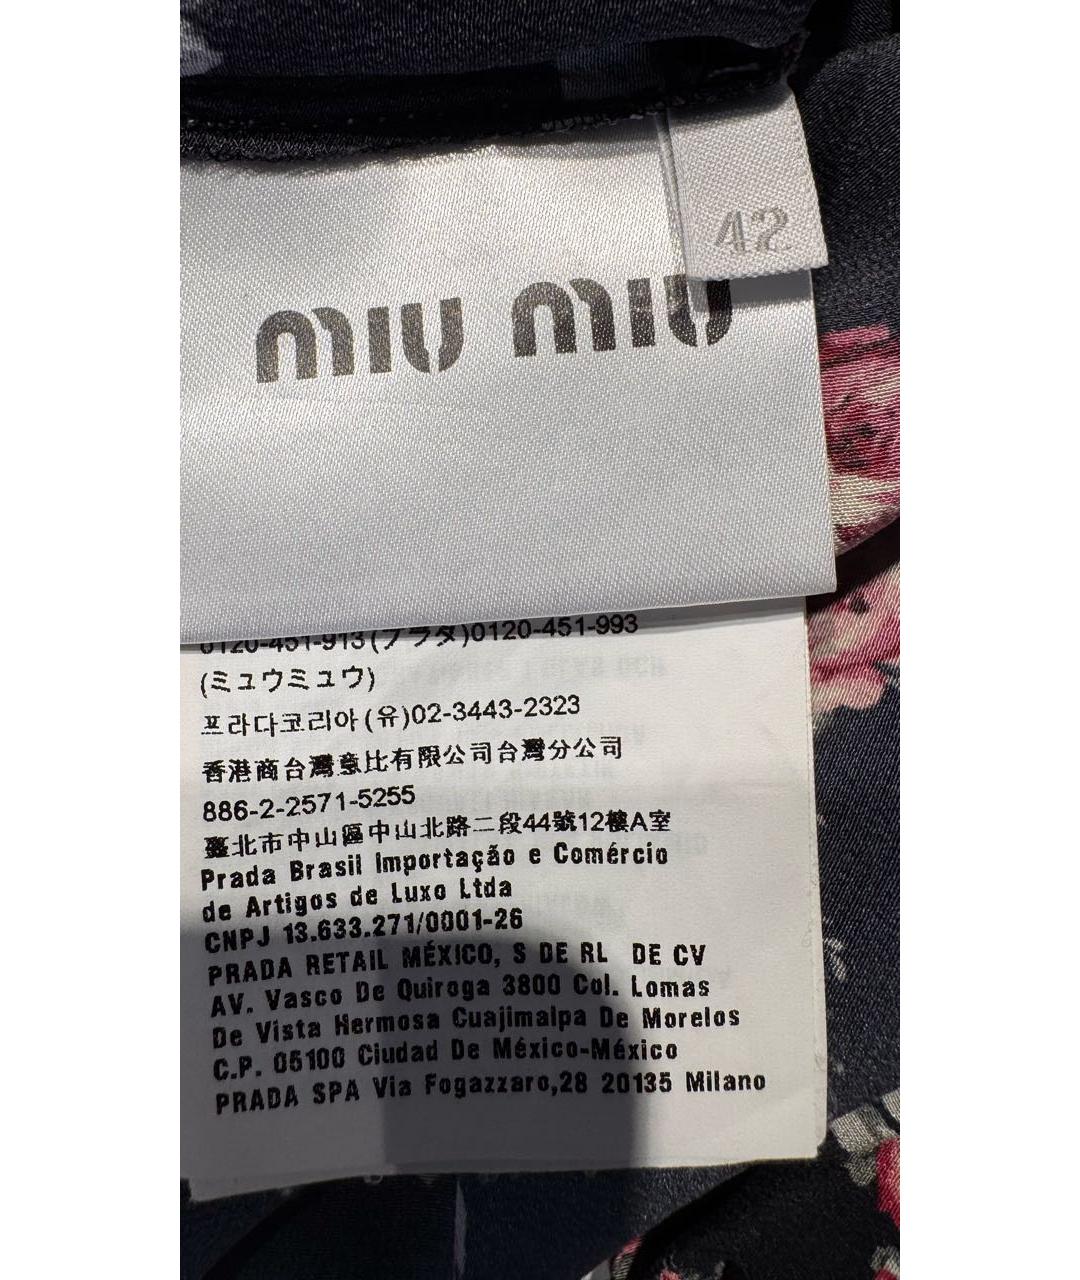 42
miu miu
0120-451-913(プラダ)0120-451-993
(ミュウミュウ)
프라다코리아(유)02-3443-2323
香港商台灣意比有限公司台灣分公司
886-2-2571-5255
臺北市中山區中山北路二段44號12樓A室
Prada Brasil Importação e Comércio
de Artigos de Luxo Ltda
CNPJ 13.633.271/0001-26
PRADA RETAIL MÉXICO, S DE RL DE CV
AV. Vasco De Quiroga 3800 Col. Lomas
De Vista Hermosa Cuajimalpa De Morelos
C.P. 05100 Ciudad De México-México
PRADA SPA Via Fogazzaro,28 20135 Milano